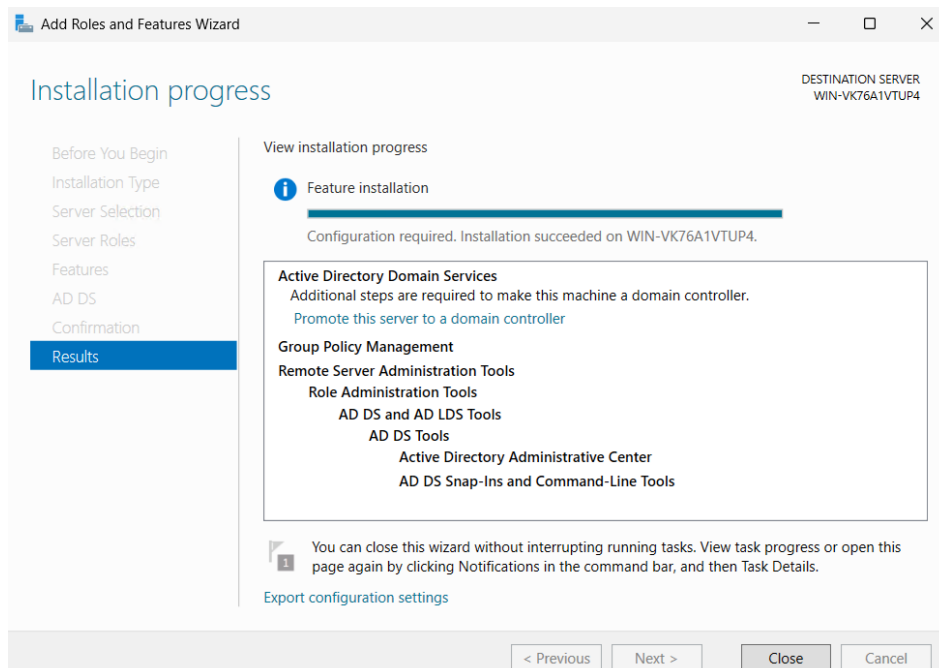 Add Roles and Features Wizard
Installation progress
DESTINATION SERVER
WIN-VK76A1VTUP4
Before You Begin
Installation Type
Server Selection
Server Roles
Features
AD DS
Confirmation
Results
View installation progress
Feature installation
Configuration required. Installation succeeded on WIN-VK76A1VTUP4.
Active Directory Domain Services
Additional steps are required to make this machine a domain controller.
Promote this server to a domain controller
Group Policy Management
Remote Server Administration Tools
Role Administration Tools
AD DS and AD LDS Tools
AD DS Tools
Active Directory Administrative Center
AD DS Snap-Ins and Command-Line Tools
1
You can close this wizard without interrupting running tasks. View task progress or open this
page again by clicking Notifications in the command bar, and then Task Details.
Export configuration settings
< Previous
Next >
Close
Cancel